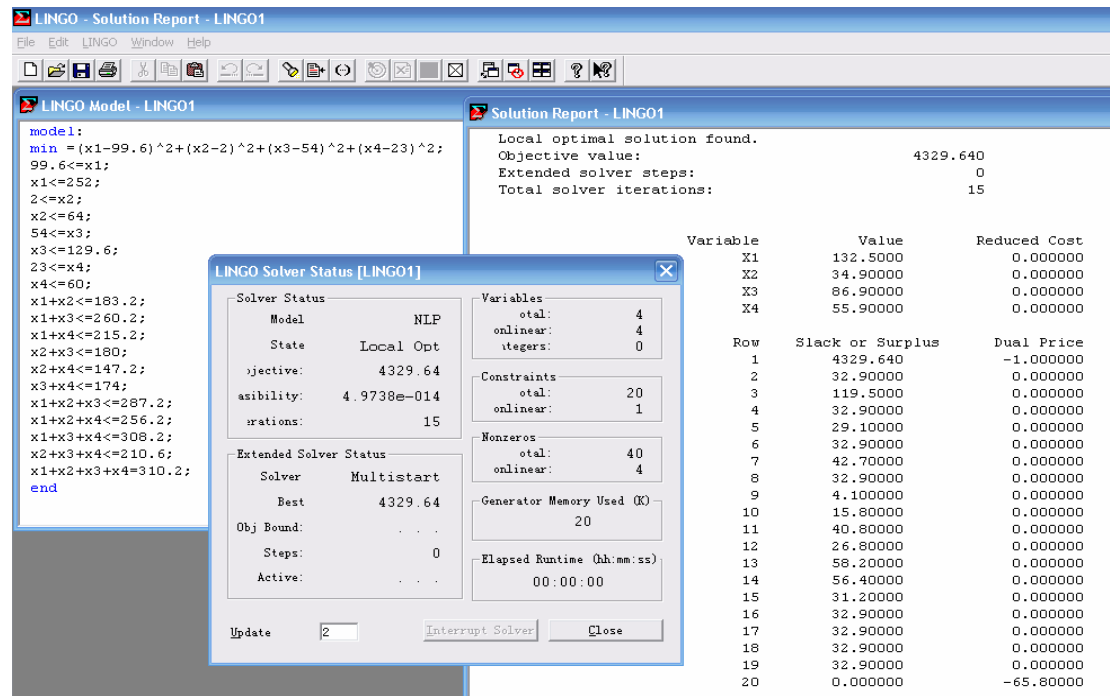 LINGO - Solution Report - LINGO1
File Edit LINGO Window Help
LINGO Model - LINGO1
model:
min =(x1-99.6)^2+(x2-2)^2+(x3-54)^2+(x4-23)^2;
99.6<=x1;
x1<=252;
2<=x2;
x2<=64;
54<=x3;
x3<=129.6;
23<=x4;
x4<=60;
x1+x2<=183.2;
x1+x3<=260.2;
x1+x4<=215.2;
x2+x3<=180;
x2+x4<=147.2;
x3+x4<=174;
x1+x2+x3<=287.2;
x1+x2+x4<=256.2;
x1+x3+x4<=308.2;
x2+x3+x4<=210.6;
x1+x2+x3+x4=310.2;
end
Solution Report - LINGO1
Local optimal solution found.
Objective value: 4329.640
Extended solver steps: 0
Total solver iterations: 15
Variable Value Reduced Cost
X1 132.5000 0.000000
X2 34.90000 0.000000
X3 86.90000 0.000000
X4 55.90000 0.000000
Row Slack or Surplus Dual Price
1 4329.640 -1.000000
2 32.90000 0.000000
3 119.5000 0.000000
4 32.90000 0.000000
5 29.10000 0.000000
6 32.90000 0.000000
7 42.70000 0.000000
8 32.90000 0.000000
9 4.100000 0.000000
10 15.80000 0.000000
11 40.80000 0.000000
12 26.80000 0.000000
13 58.20000 0.000000
14 56.40000 0.000000
15 31.20000 0.000000
16 32.90000 0.000000
17 32.90000 0.000000
18 32.90000 0.000000
19 32.90000 0.000000
20 0.000000 -65.80000
LINGO Solver Status [LINGO1]
Solver Status
Model NLP
State Local Opt
jective: 4329.64
asibility: 4.9738e-014
erations: 15
Extended Solver Status
Solver Multistart
Best 4329.64
Obj Bound: . . .
Steps: 0
Active: . . .
Variables
otal: 4
onlinear: 4
ntegers: 0
Constraints
otal: 20
onlinear: 1
Nonzeros
otal: 40
onlinear: 4
Generator Memory Used (K)
20
Elapsed Runtime (hh:mm:ss)
00:00:00
Update 2
Interrupt Solver
Close